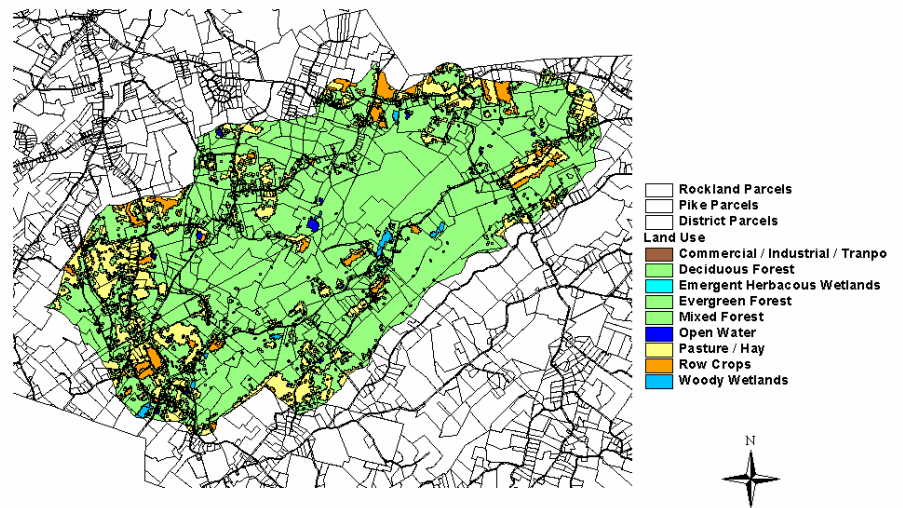 Rockland Parcels
Pike Parcels
District Parcels
Land Use
Commercial / Industrial / Tranpo
Deciduous Forest
Emergent Herbacous Wetlands
Evergreen Forest
Mixed Forest
Open Water
Pasture / Hay
Row Crops
Woody Wetlands
N